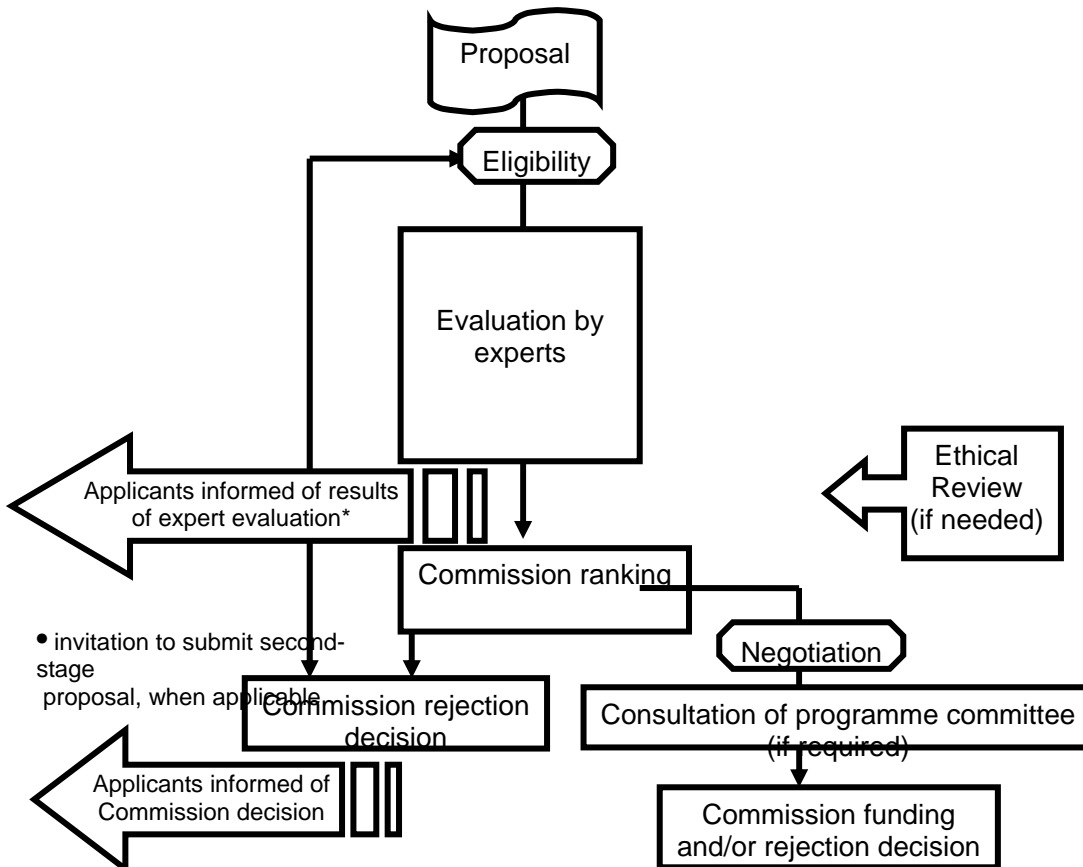 Proposal
Eligibility
Evaluation by
experts
Ethical
Review
(if needed)
Applicants informed of results
of expert evaluation*
Commission ranking
• invitation to submit second-
stage
proposal, when applicable
Negotiation
Commission rejection
decision
Consultation of programme committee
(if required)
Applicants informed of
Commission decision
Commission funding
and/or rejection decision